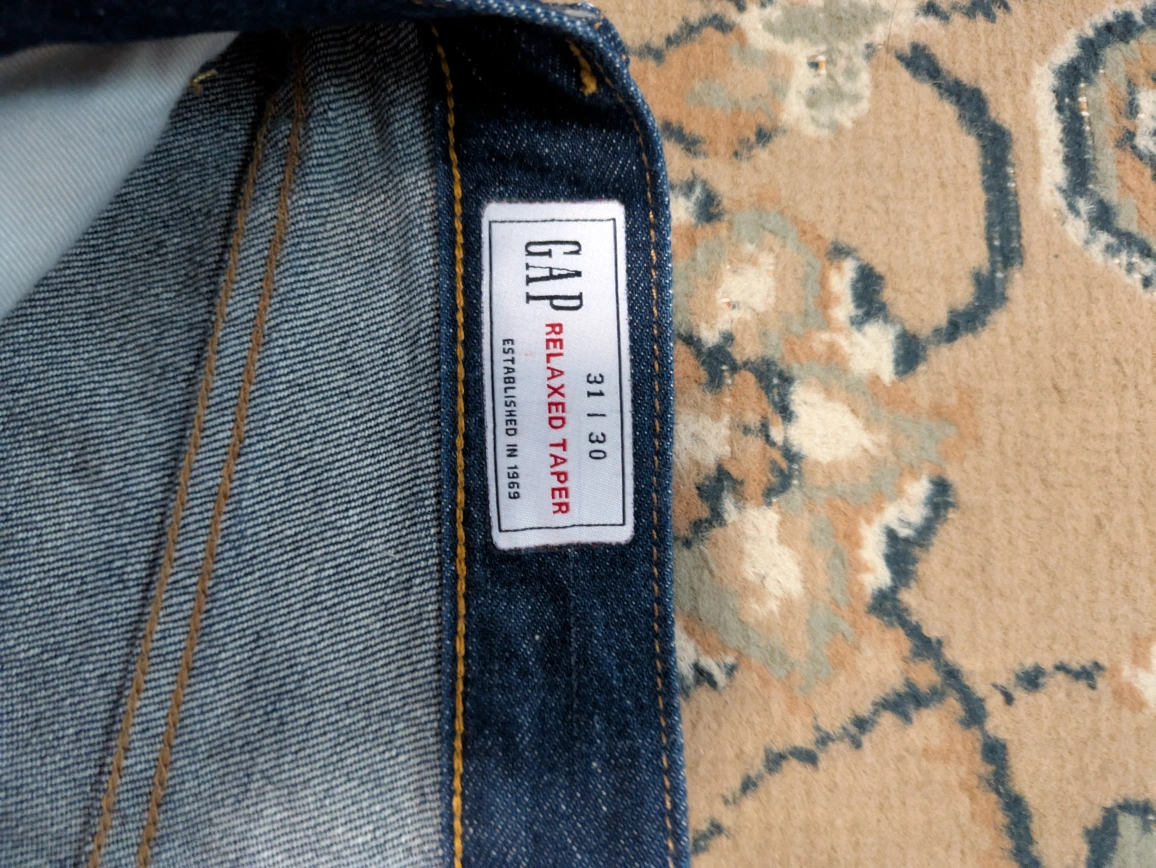 31 | 30
GAP RELAXED TAPER
ESTABLISHED IN 1969